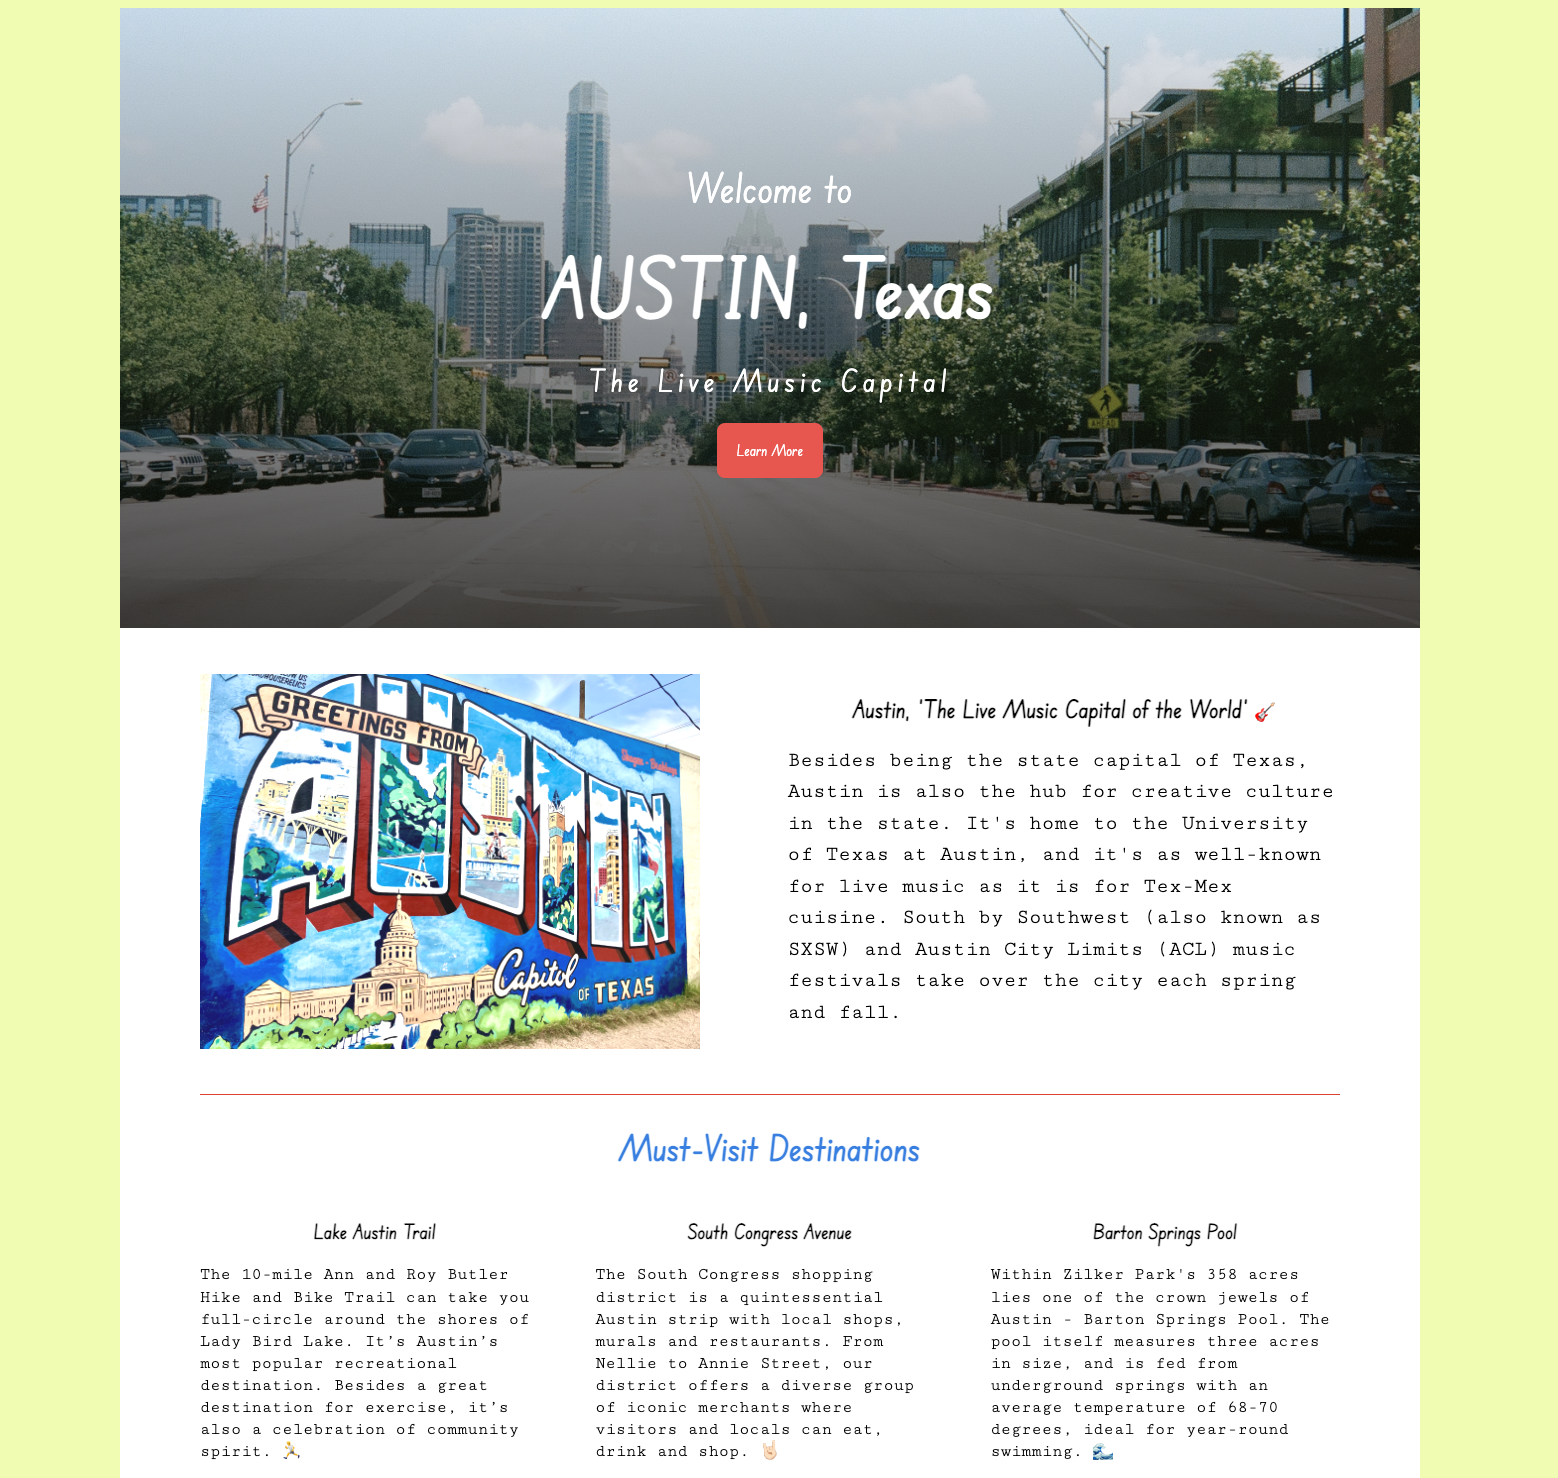 Welcome to
AUSTIN, Texas
labs
The Live Music Capital
AHEAD
Learn More
GREETINGS FROM
AUSTIN
Capitol
OF TEXAS
Austin, 'The Live Music Capital of the World' 🎸
Besides being the state capital of Texas,
Austin is also the hub for creative culture
in the state. It's home to the University
of Texas at Austin, and it's as well-known
for live music as it is for Tex-Mex
cuisine. South by Southwest (also known as
SXSW) and Austin City Limits (ACL) music
festivals take over the city each spring
and fall.
Must-Visit Destinations
Lake Austin Trail
The 10-mile Ann and Roy Butler
Hike and Bike Trail can take you
full-circle around the shores of
Lady Bird Lake. It’s Austin’s
most popular recreational
destination. Besides a great
destination for exercise, it’s
also a celebration of community
spirit. 🏃
South Congress Avenue
The South Congress shopping
district is a quintessential
Austin strip with local shops,
murals and restaurants. From
Nellie to Annie Street, our
district offers a diverse group
of iconic merchants where
visitors and locals can eat,
drink and shop. 🤘🏻
Barton Springs Pool
Within Zilker Park's 358 acres
lies one of the crown jewels of
Austin - Barton Springs Pool. The
pool itself measures three acres
in size, and is fed from
underground springs with an
average temperature of 68-70
degrees, ideal for year-round
swimming. 🌊